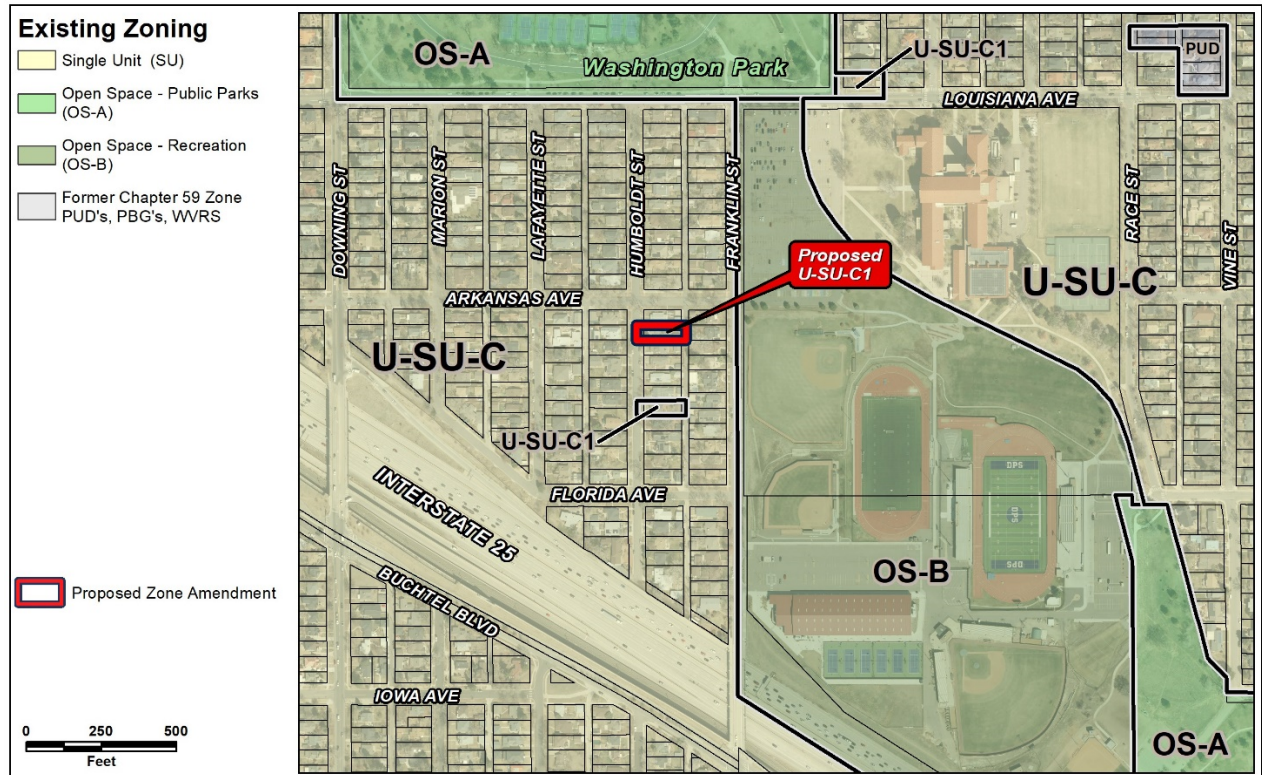 Existing Zoning
Single Unit (SU)
Open Space - Public Parks
(OS-A)
Open Space - Recreation
(OS-B)
Former Chapter 59 Zone
PUD's, PBG's, WVRS
Proposed Zone Amendment
0 250 500
Feet
OS-A
Washington Park
U-SU-C1
PUD
LOUISIANA AVE
DOWNING ST
MARION ST
LAFAYETTE ST
HUMBOLDT ST
FRANKLIN ST
RACE ST
VINE ST
Proposed
U-SU-C1
U-SU-C
ARKANSAS AVE
U-SU-C
U-SU-C1
INTERSTATE 25
FLORIDA AVE
DPS
DPS
BUCHTEL BLVD
OS-B
IOWA AVE
OS-A